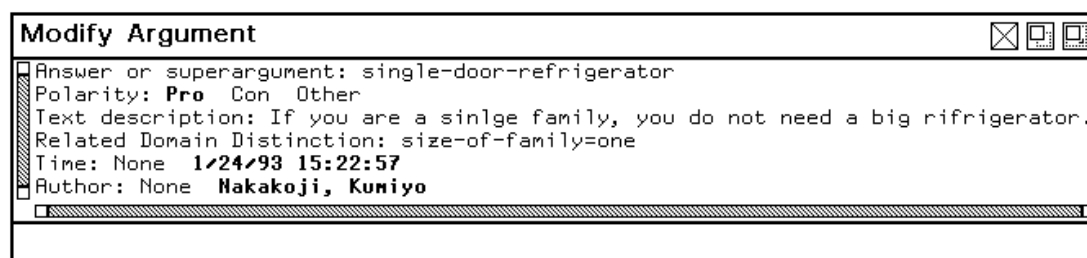 Modify Argument
Answer or superargument: single-door-refrigerator
Polarity: Pro Con Other
Text description: If you are a sinlge family, you do not need a big rifrigerator.
Related Domain Distinction: size-of-family=one
Time: None 1/24/93 15:22:57
Author: None Nakakoji, Kumiyo